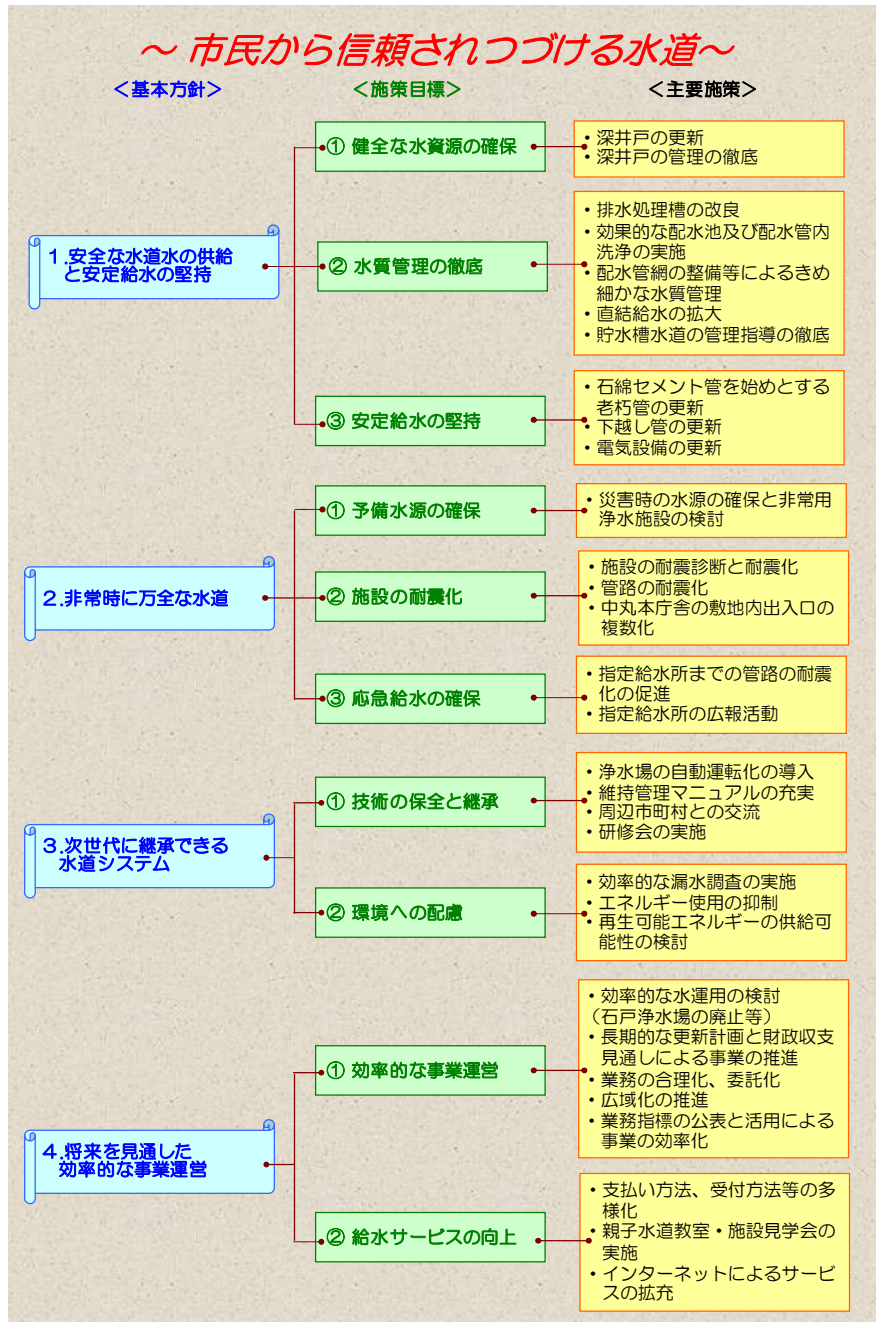 ～ 市民から信頼されつづける水道～
＜基本方針＞
＜施策目標＞
＜主要施策＞
１.安全な水道水の供給
と安定給水の堅持
① 健全な水資源の確保
・深井戸の更新
・深井戸の管理の徹底
② 水質管理の徹底
・排水処理槽の改良
・効果的な配水池及び配水管内
洗浄の実施
・配水管網の整備等によるきめ
細かな水質管理
・直結給水の拡大
・貯水槽水道の管理指導の徹底
③ 安定給水の堅持
・石綿セメント管を始めとする
老朽管の更新
・下越し管の更新
・電気設備の更新
２.非常時に万全な水道
① 予備水源の確保
・災害時の水源の確保と非常用
浄水施設の検討
② 施設の耐震化
・施設の耐震診断と耐震化
・管路の耐震化
・中丸本庁舎の敷地内出入口の
複数化
③ 応急給水の確保
・指定給水所までの管路の耐震
化の促進
・指定給水所の広報活動
３.次世代に継承できる
水道システム
① 技術の保全と継承
・浄水場の自動運転化の導入
・維持管理マニュアルの充実
・周辺市町村との交流
・研修会の実施
② 環境への配慮
・効率的な漏水調査の実施
・エネルギー使用の抑制
・再生可能エネルギーの供給可
能性の検討
４.将来を見通した
効率的な事業運営
① 効率的な事業運営
・効率的な水運用の検討
（石戸浄水場の廃止等）
・長期的な更新計画と財政収支
見通しによる事業の推進
・業務の合理化、委託化
・広域化の推進
・業務指標の公表と活用による
事業の効率化
② 給水サービスの向上
・支払い方法、受付方法等の多
様化
・親子水道教室・施設見学会の
実施
・インターネットによるサービ
スの拡充